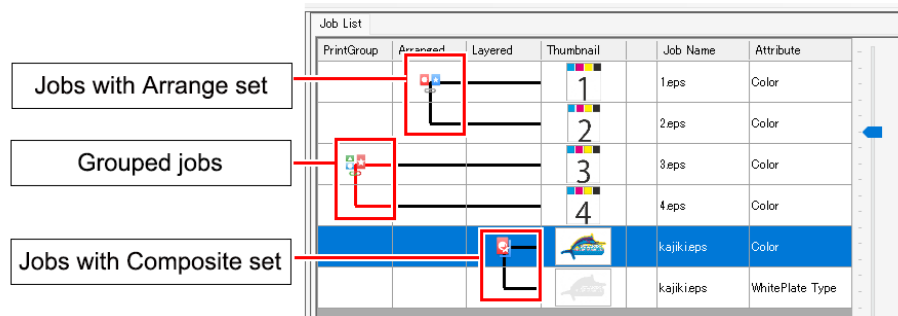 Job List
PrintGroup Arranged Layered Thumbnail Job Name Attribute
Jobs with Arrange set
1 1.eps Color
2 2.eps Color
Grouped jobs
3 3.eps Color
4 4.eps Color
Jobs with Composite set
kajiki.eps Color
kajiki.eps WhitePlate Type